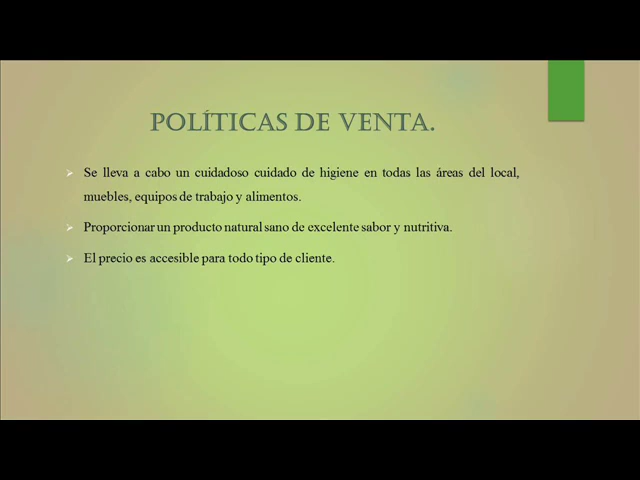 POLÍTICAS DE VENTA.
Se lleva a cabo un cuidadoso cuidado de higiene en todas las áreas del local,
muebles, equipos de trabajo y alimentos.
Proporcionar un producto natural sano de excelente sabor y nutritiva.
El precio es accesible para todo tipo de cliente.